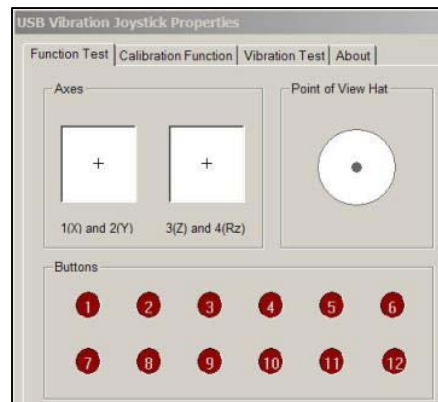 USB Vibration Joystick Properties
Function Test Calibration Function Vibration Test About
Axes
Point of View Hat
1(X) and 2(Y) 3(Z) and 4(Rz)
Buttons
1 2 3 4 5 6
7 8 9 10 11 12